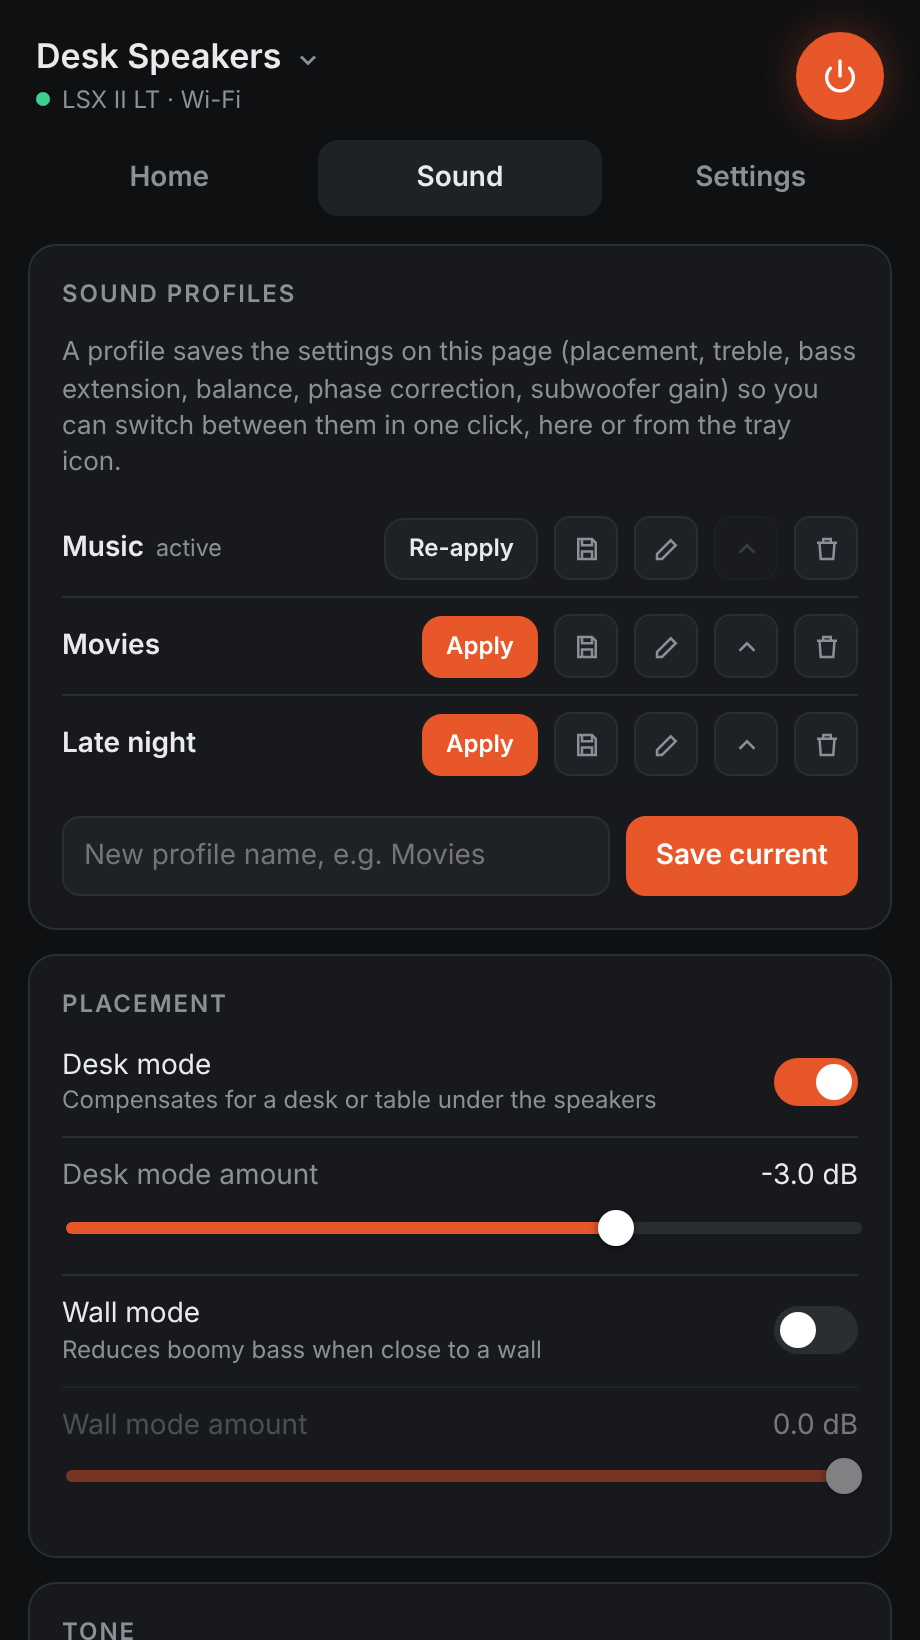 Desk Speakers
LSX II LT · Wi-Fi
Home Sound Settings
SOUND PROFILES
A profile saves the settings on this page (placement, treble, bass
extension, balance, phase correction, subwoofer gain) so you
can switch between them in one click, here or from the tray
icon.
Music active Re-apply
Movies Apply
Late night Apply
New profile name, e.g. Movies Save current
PLACEMENT
Desk mode
Compensates for a desk or table under the speakers
Desk mode amount -3.0 dB
Wall mode
Reduces boomy bass when close to a wall
Wall mode amount 0.0 dB
TONE